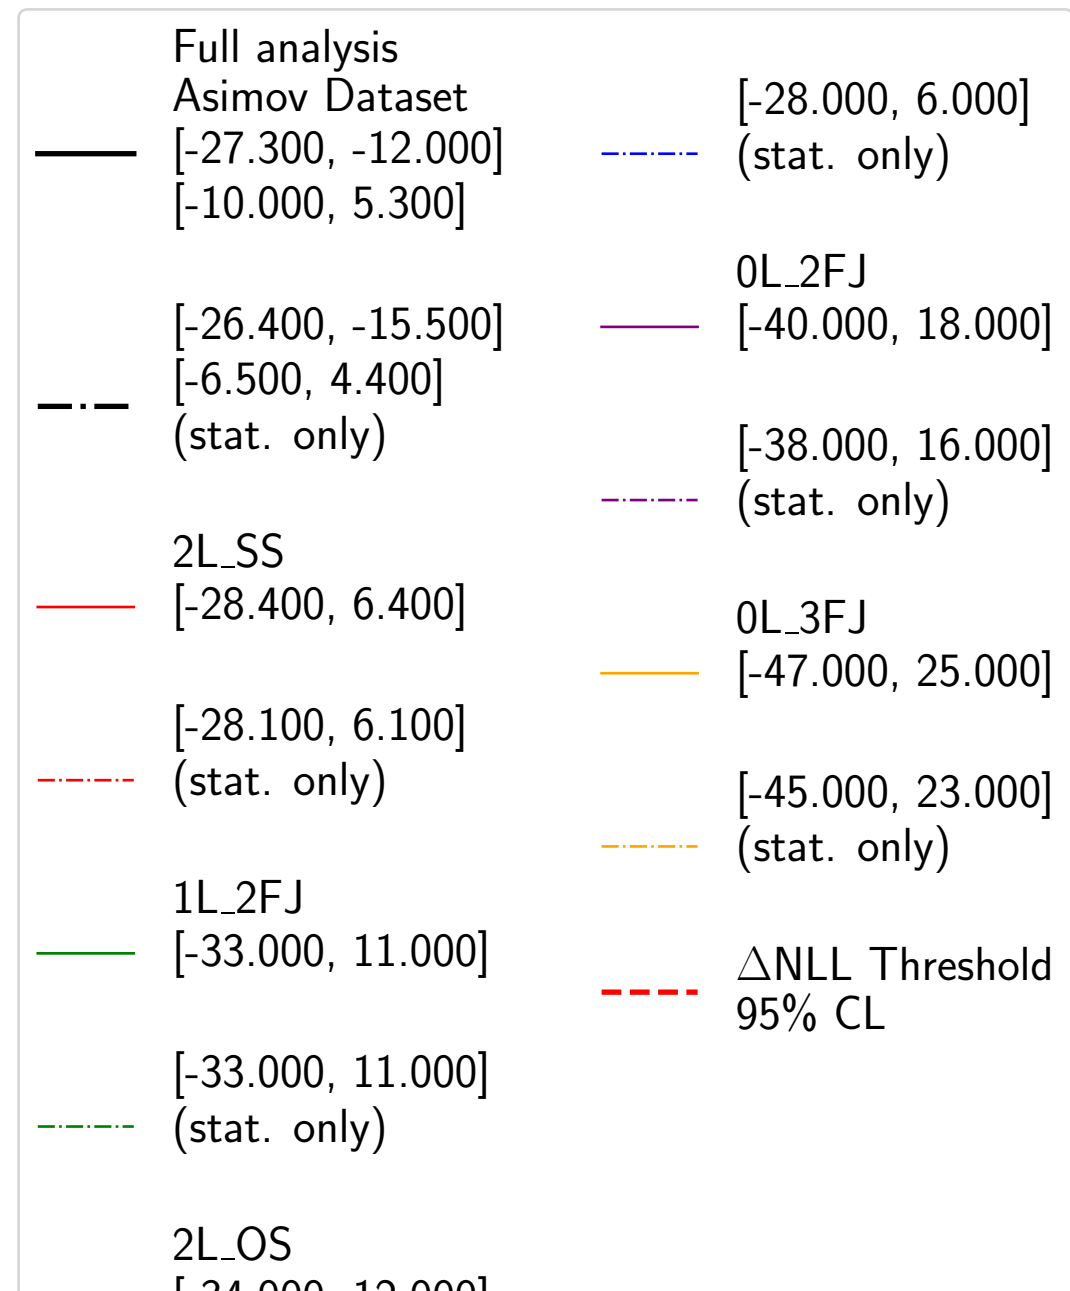 Full analysis
Asimov Dataset
[-27.300, -12.000]
[-10.000, 5.300]
[-26.400, -15.500]
[-6.500, 4.400]
(stat. only)
2L_SS
[-28.400, 6.400]
[-28.100, 6.100]
(stat. only)
1L_2FJ
[-33.000, 11.000]
[-33.000, 11.000]
(stat. only)
2L_OS
[-34.000, 12.000]
[-28.000, 6.000]
(stat. only)
0L_2FJ
[-40.000, 18.000]
[-38.000, 16.000]
(stat. only)
0L_3FJ
[-47.000, 25.000]
[-45.000, 23.000]
(stat. only)
ΔNLL Threshold
95% CL